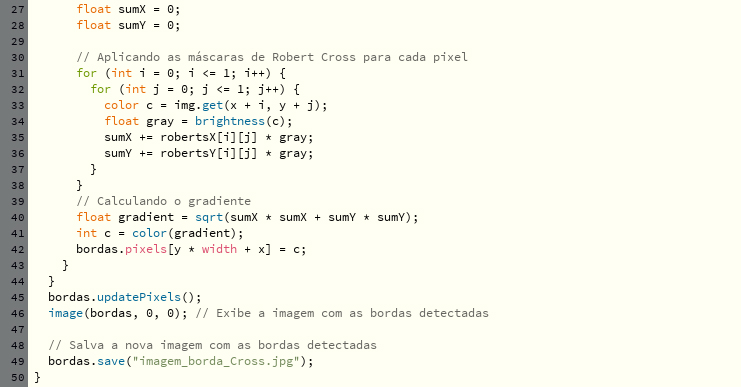 27 float sumX = 0;
28 float sumY = 0;
29
30 // Aplicando as máscaras de Robert Cross para cada pixel
31 for (int i = 0; i <= 1; i++) {
32 for (int j = 0; j <= 1; j++) {
33 color c = img.get(x + i, y + j);
34 float gray = brightness(c);
35 sumX += robertsX[i][j] * gray;
36 sumY += robertsY[i][j] * gray;
37 }
38 }
39 // Calculando o gradiente
40 float gradient = sqrt(sumX * sumX + sumY * sumY);
41 int c = color(gradient);
42 bordas.pixels[y * width + x] = c;
43 }
44 }
45 bordas.updatePixels();
46 image(bordas, 0, 0); // Exibe a imagem com as bordas detectadas
47
48 // Salva a nova imagem com as bordas detectadas
49 bordas.save("imagem_borda_Cross.jpg");
50 }